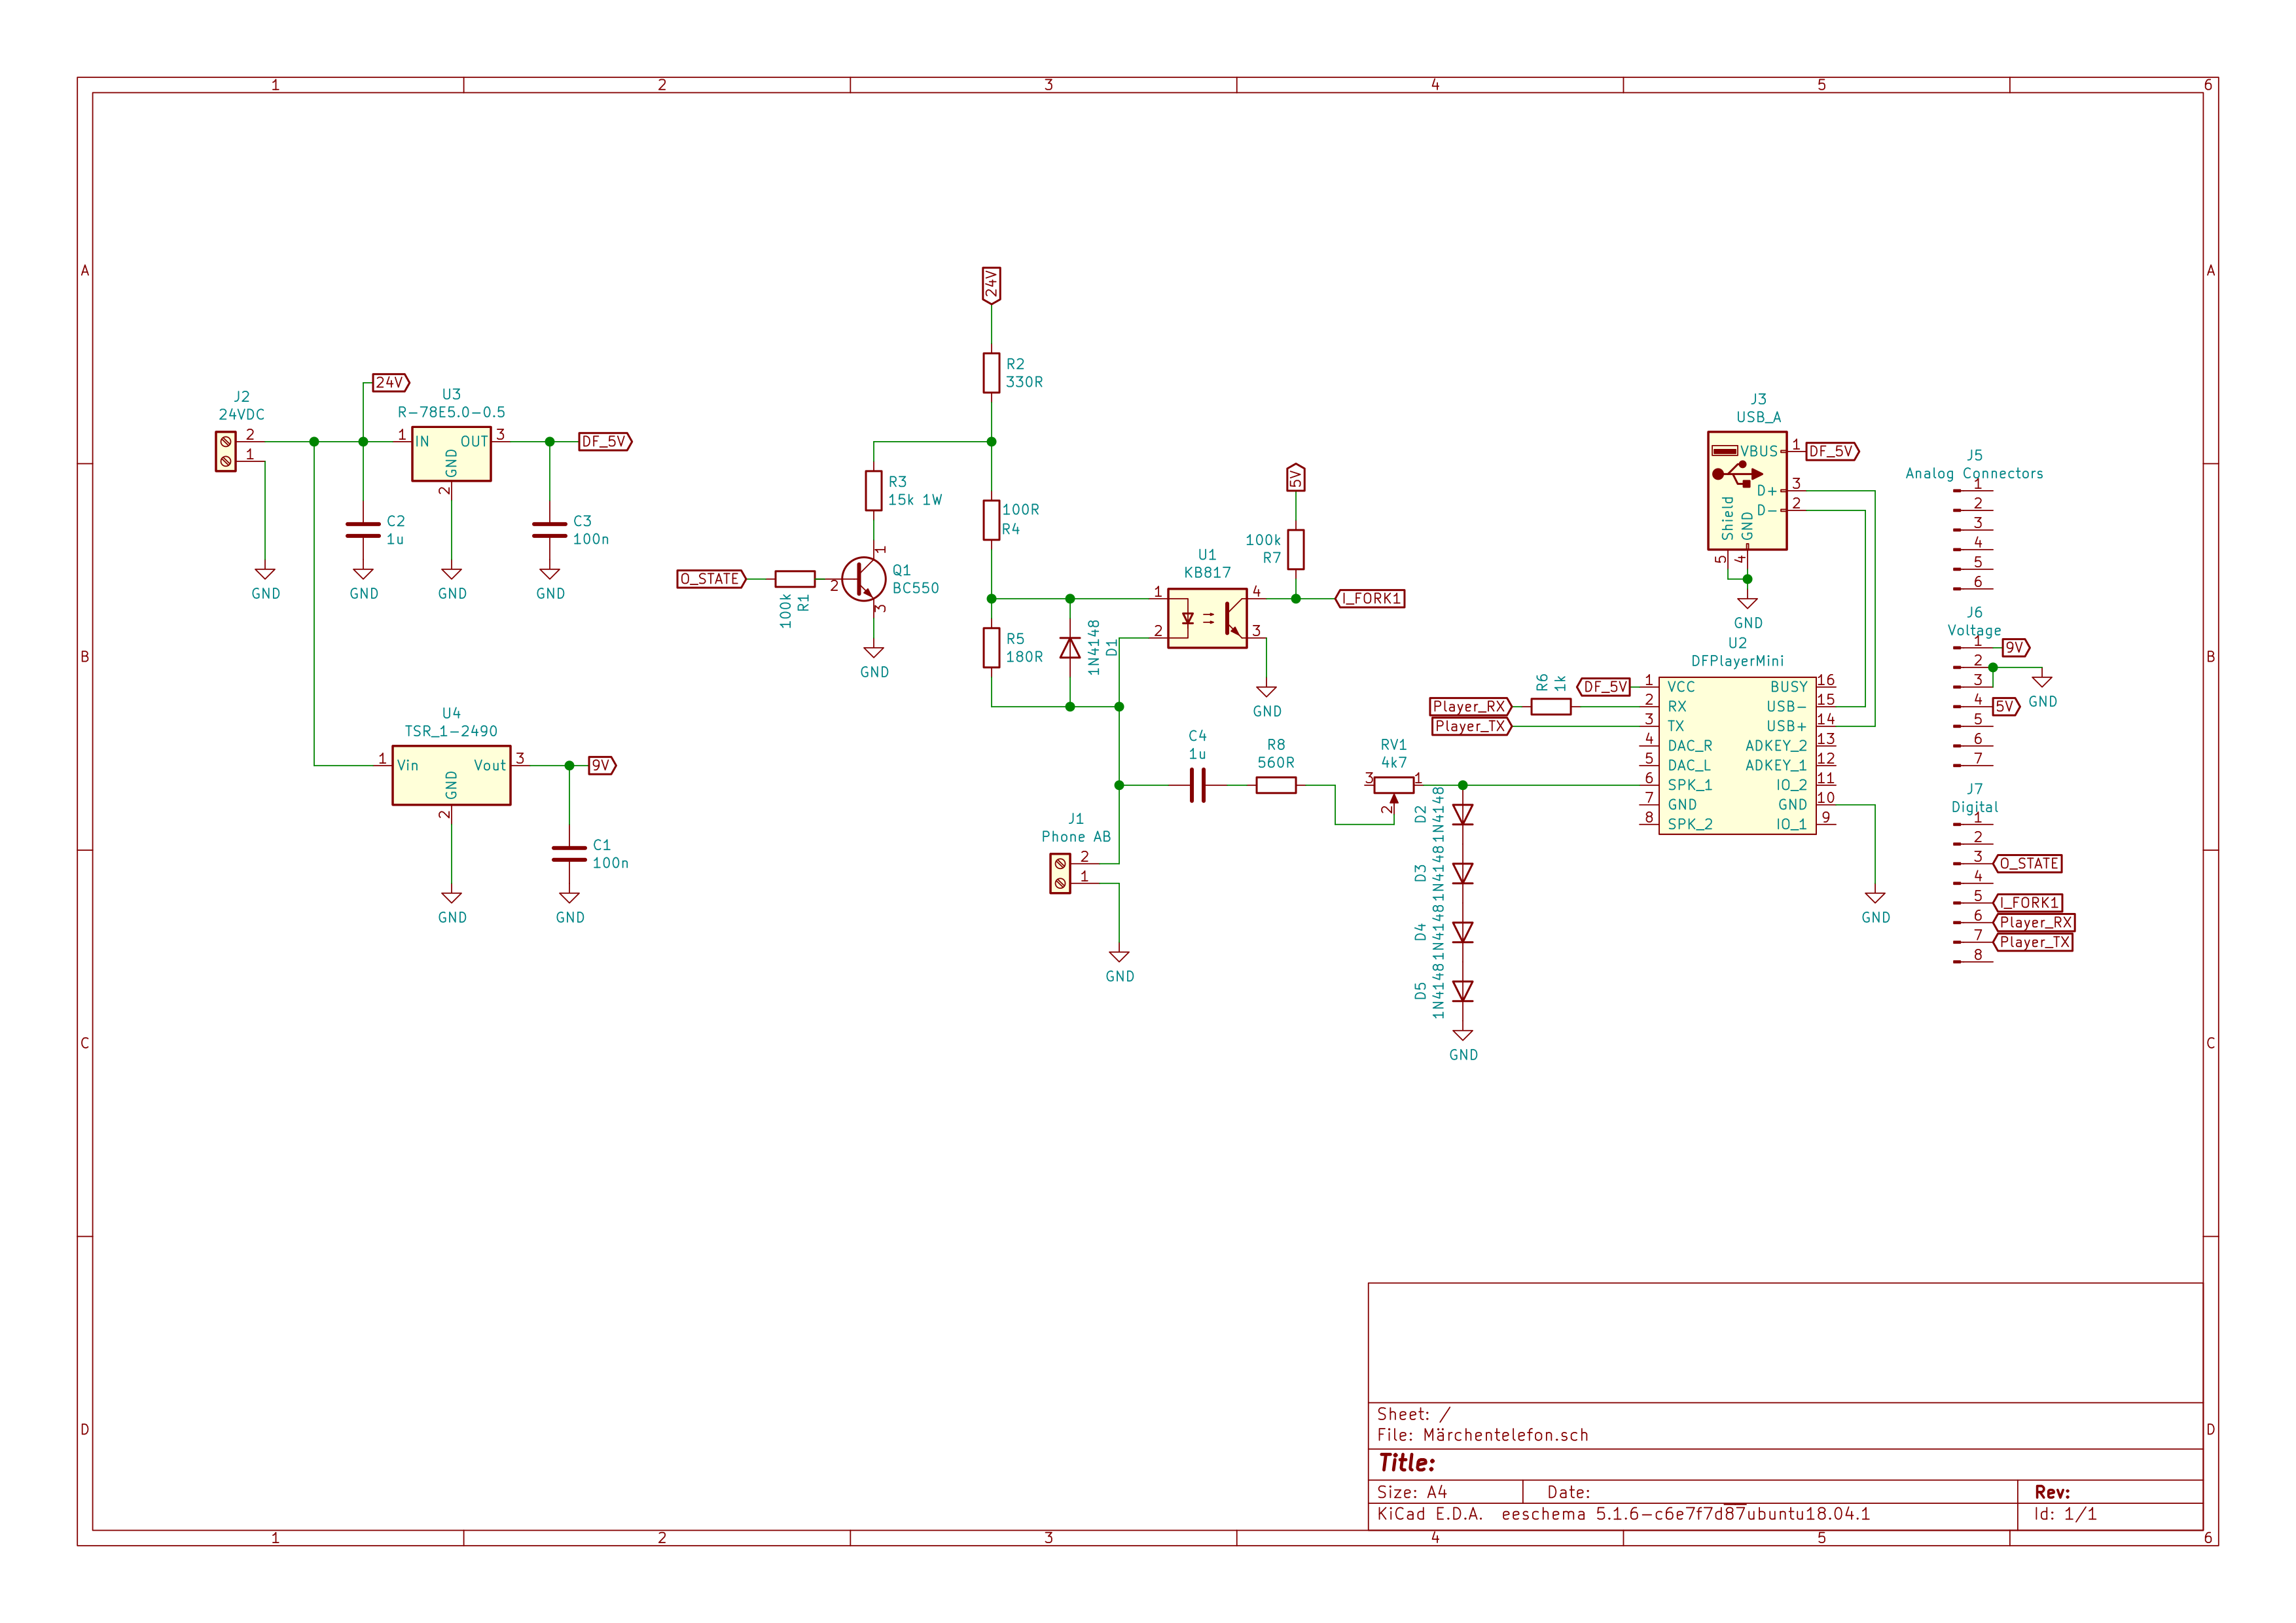 1 2 3 4 5 6
A A
B B
C C
D D
1 2 3 4 5 6
J2
24VDC
2
1
GND
24V
U3
R-78E5.0-0.5
1 IN OUT 3
GND
2
DF_5V
C2
1u
GND
GND
C3
100n
GND
U4
TSR_1-2490
1 Vin Vout 3
GND
2
9V
GND
C1
100n
GND
O_STATE
100k
R1
2
1
3
Q1
BC550
GND
R3
15k 1W
24V
R2
330R
100R
R4
R5
180R
1N4148
D1
U1
KB817
1
2
4
3
5V
100k
R7
I_FORK1
GND
C4
1u
R8
560R
RV1
4k7
3 1
2
J1
Phone AB
2
1
GND
D2
1N4148
D3
1N4148
D4
1N4148
D5
1N4148
GND
J3
USB_A
VBUS 1 DF_5V
D+ 3
D- 2
Shield
GND
5 4
GND
U2
DFPlayerMini
R6
1k
DF_5V
Player_RX
Player_TX
1 VCC BUSY 16
2 RX USB- 15
3 TX USB+ 14
4 DAC_R ADKEY_2 13
5 DAC_L ADKEY_1 12
6 SPK_1 IO_2 11
7 GND GND 10
8 SPK_2 IO_1 9
GND
J5
Analog Connectors
1
2
3
4
5
6
J6
Voltage
1 9V
2
3
GND
4 5V
5
6
7
J7
Digital
1
2
3 O_STATE
4
5 I_FORK1
6 Player_RX
7 Player_TX
8
Sheet: /
File: Märchentelefon.sch
Title:
Size: A4 Date: Rev:
KiCad E.D.A. eeschema 5.1.6-c6e7f7d87ubuntu18.04.1 Id: 1/1